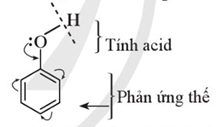 H
:O
Tính acid
Phản ứng thế